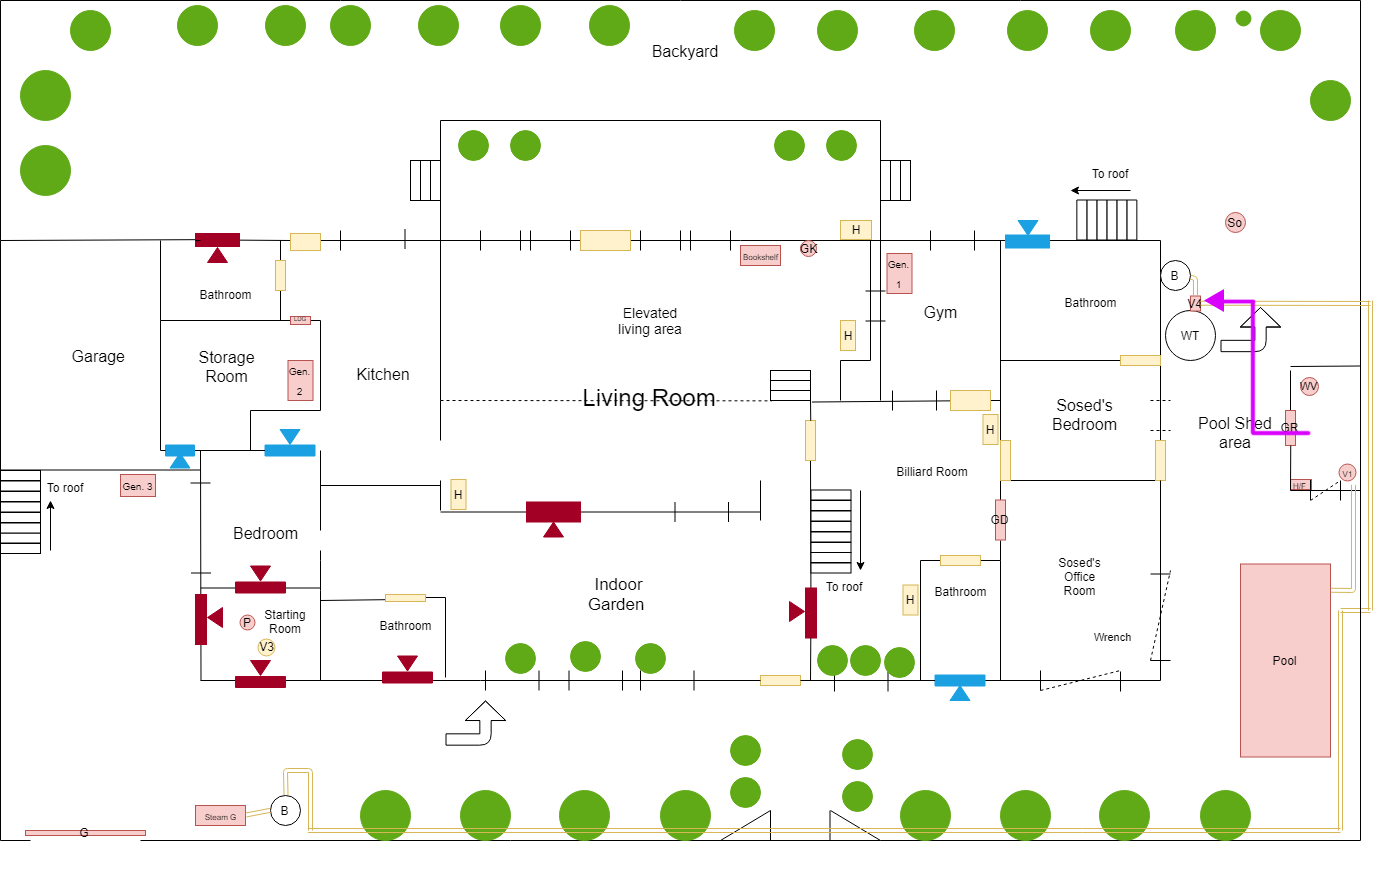 Backyard
To roof
So
H
GK
Bookshelf
Gen.
1
B
Bathroom
Bathroom
V4
Gym
Elevated
living area
LOG
WT
H
Garage
Storage
Room
Kitchen
Gen.
2
WV
Living Room
Sosed's
Bedroom
Pool Shed
area
GR
H
Billiard Room
V1
To roof
Gen. 3
H/F
H
GD
Bedroom
Sosed's
Office
Room
Indoor
Garden
To roof
Bathroom
H
Starting
Room
P
Bathroom
Wrench
V3
Pool
Steam G
B
G